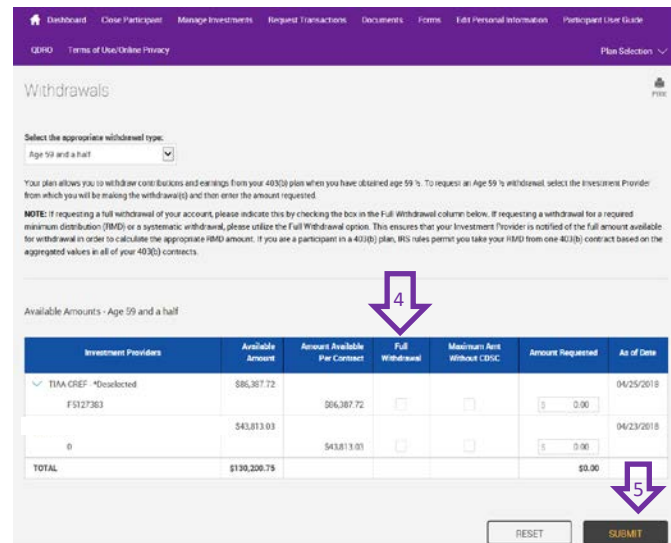 Dashboard Close Participant Manage Investments Request Transactions Documents Forms Edit Personal Information Participant User Guide
QDRO Terms of Use/Online Privacy Plan Selection
Withdrawals
PRINT
Select the appropriate withdrawal type:
Age 59 and a half
Your plan allows you to withdraw contributions and earnings from your 403(b) plan when you have obtained age 59 ½. To request an Age 59 ½ withdrawal, select the Investment Provider
from which you will be making the withdrawal(s) and then enter the amount requested.
NOTE: If requesting a full withdrawal of your account, please indicate this by checking the box in the Full Withdrawal column below. If requesting a withdrawal for a required
minimum distribution (RMD) or a systematic withdrawal, please utilize the Full Withdrawal option. This ensures that your Investment Provider is notified of the full amount available
for withdrawal in order to calculate the appropriate RMD amount. If you are a participant in a 403(b) plan, IRS rules permit you take your RMD from one 403(b) contract based on the
aggregated values in all of your 403(b) contracts.
4
Available Amounts - Age 59 and a half
Investment Providers Available Amount Amount Available Per Contract Full Withdrawal Maximum Amt Without CDSC Amount Requested As of Date
TIAA CREF - *Deselected $86,387.72 04/25/2018
F5127383 $86,387.72 $ 0.00
$43,813.03 04/23/2018
0 $43,813.03 $ 0.00
TOTAL $130,200.75 $0.00
5
RESET SUBMIT